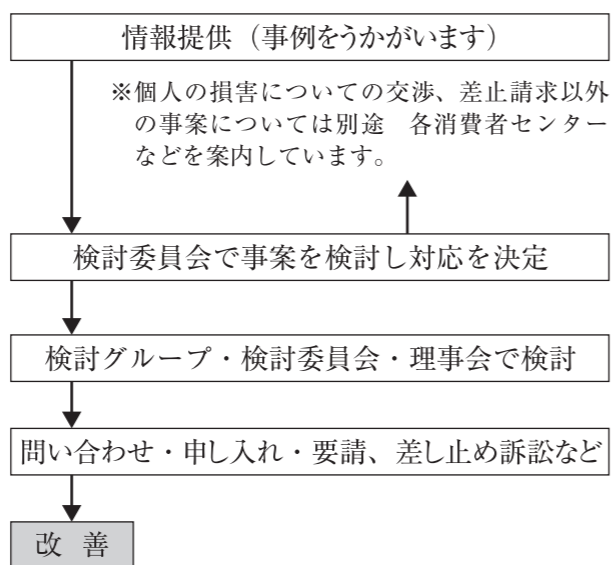 情報提供（事例をうかがいます）
※個人の損害についての交渉、差止請求以外
の事案については別途　各消費者センター
などを案内しています。
検討委員会で事案を検討し対応を決定
検討グループ・検討委員会・理事会で検討
問い合わせ・申し入れ・要請、差し止め訴訟など
改　善